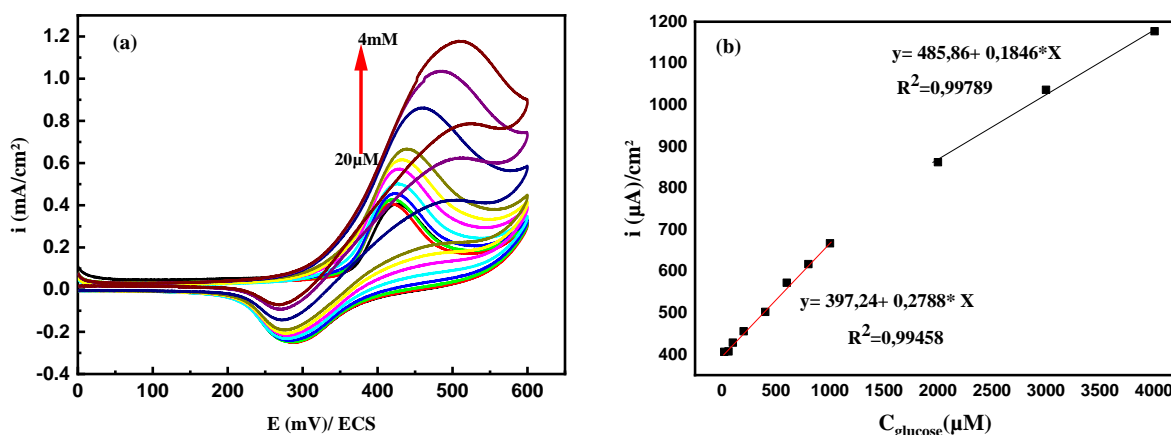 (a)
4mM
20µM
1.2
1.0
0.8
0.6
0.4
0.2
0.0
-0.2
-0.4
0 100 200 300 400 500 600
i (mA/cm²)
E (mV)/ ECS
(b)
y= 485,86+ 0,1846*X
R²=0,99789
y= 397,24+ 0,2788* X
R²=0,99458
1200
1100
1000
900
800
700
600
500
400
0 500 1000 1500 2000 2500 3000 3500 4000
i (µA)/cm²
C_glucose(µM)